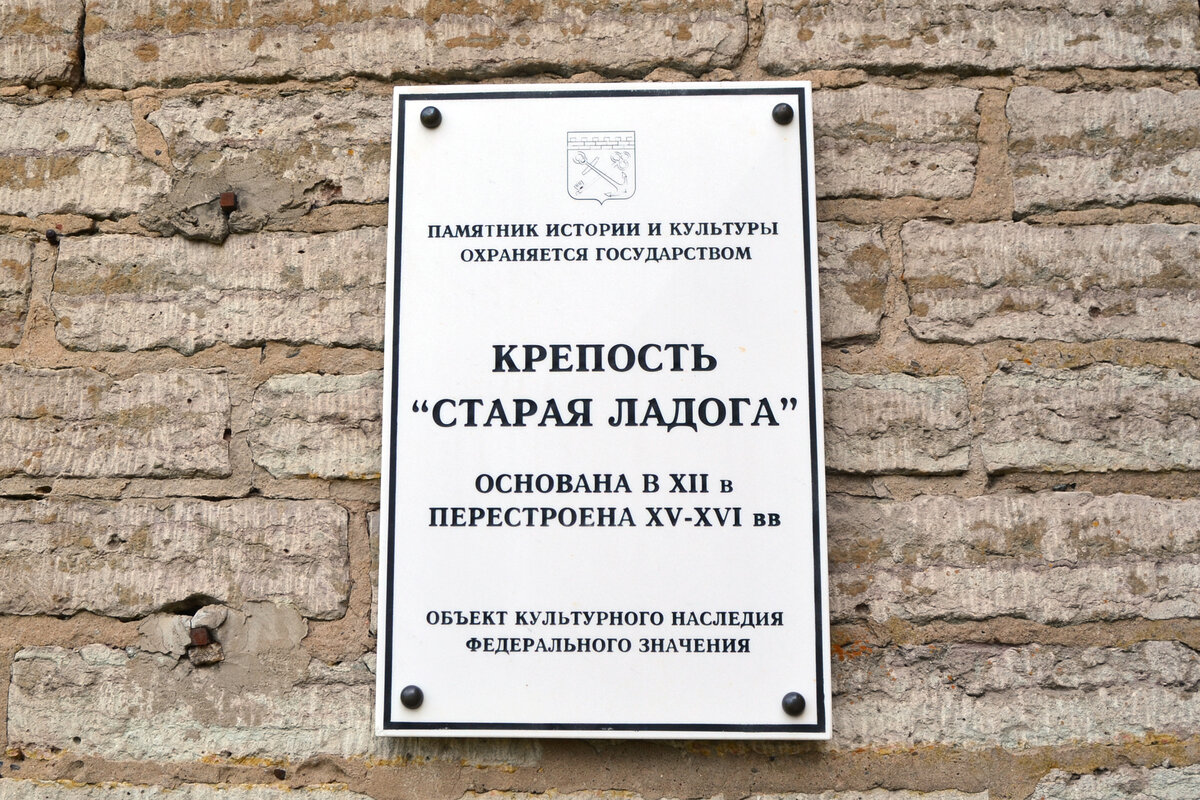 ПАМЯТНИК ИСТОРИИ И КУЛЬТУРЫ
ОХРАНЯЕТСЯ ГОСУДАРСТВОМ
КРЕПОСТЬ
“СТАРАЯ ЛАДОГА”
ОСНОВАНА В XII в
ПЕРЕСТРОЕНА XV-XVI вв
ОБЪЕКТ КУЛЬТУРНОГО НАСЛЕДИЯ
ФЕДЕРАЛЬНОГО ЗНАЧЕНИЯ